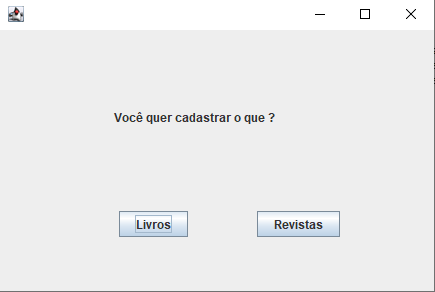 Você quer cadastrar o que ?
Livros
Revistas